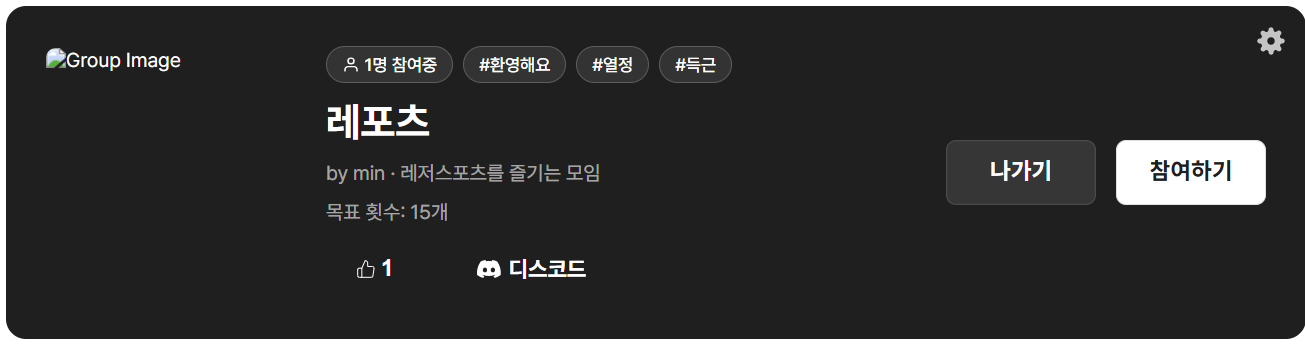 Group Image
1명 참여중 #환영해요 #열정 #득근
레포츠
by min · 레저스포츠를 즐기는 모임
나가기 참여하기
목표 횟수: 15개
1 디스코드